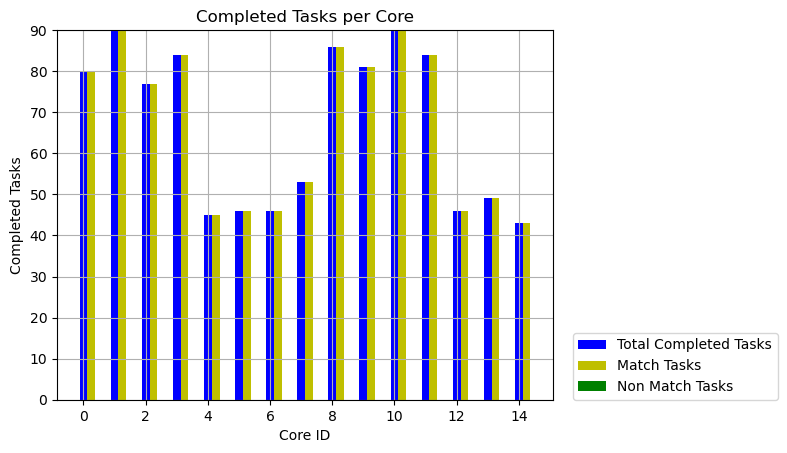 Completed Tasks per Core
Completed Tasks
90
80
70
60
50
40
30
20
10
0
0 2 4 6 8 10 12 14
Core ID
Total Completed Tasks
Match Tasks
Non Match Tasks